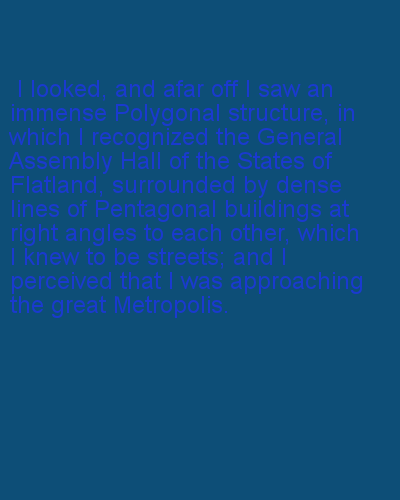 I looked, and afar off I saw an
immense Polygonal structure, in
which I recognized the General
Assembly Hall of the States of
Flatland, surrounded by dense
lines of Pentagonal buildings at
right angles to each other, which
I knew to be streets; and I
perceived that I was approaching
the great Metropolis.